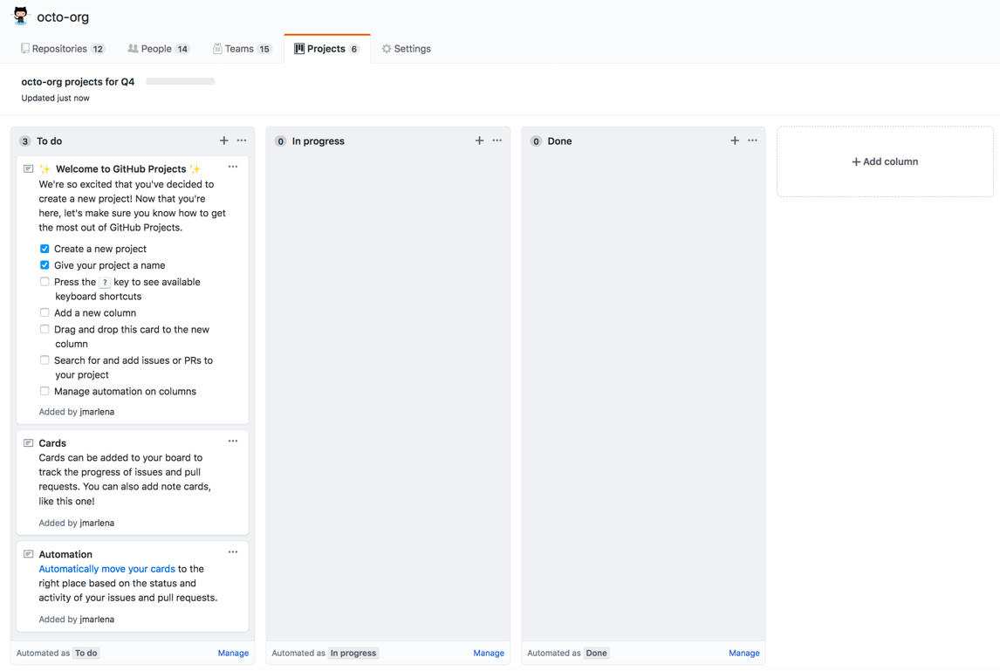 octo-org
Repositories 12 People 14 Teams 15 Projects 6 Settings
octo-org projects for Q4
Updated just now
3 To do
✨ Welcome to GitHub Projects ✨
We're so excited that you've decided to
create a new project! Now that you're
here, let's make sure you know how to get
the most out of GitHub Projects.
Create a new project
Give your project a name
Press the ? key to see available
keyboard shortcuts
Add a new column
Drag and drop this card to the new
column
Search for and add issues or PRs to
your project
Manage automation on columns
Added by jmarlena
Cards
Cards can be added to your board to
track the progress of issues and pull
requests. You can also add note cards,
like this one!
Added by jmarlena
Automation
Automatically move your cards to the
right place based on the status and
activity of your issues and pull requests.
Added by jmarlena
Automated as To do Manage
0 In progress
Automated as In progress Manage
0 Done
Automated as Done Manage
+ Add column